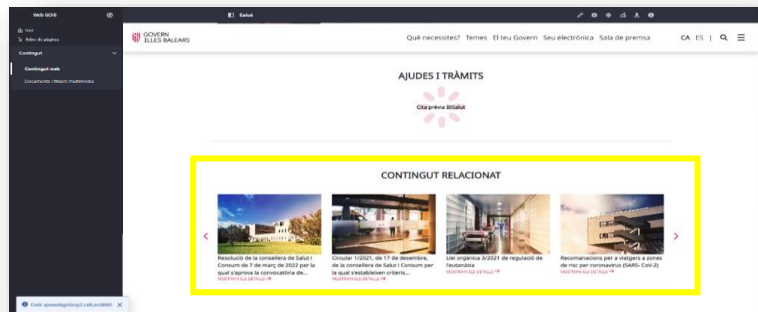 Web GOIB
Salut
Inici
Arbre de pàgines
Contingut
Contingut web
Documents i fitxers multimèdia
GOVERN
ILLES BALEARS
Què necessites? Temes El teu Govern Seu electrònica Sala de premsa
CA ES |
AJUDES I TRÀMITS
Cita prèvia IBSalut
CONTINGUT RELACIONAT
Resolució de la consellera de Salut i
Consum de 7 de març de 2022 per la
qual s'aprova la convocatòria de...
MOSTRAR ELS DETALLS
Circular 1/2021, de 17 de desembre,
de la consellera de Salut i Consum per
la qual s'estableixen criteris...
MOSTRAR ELS DETALLS
Llei orgànica 3/2021 de regulació de
l'eutanàsia
MOSTRAR ELS DETALLS
Recomanacions per a viatgers a zones
de risc per coronavirus (SARS- CoV-2)
MOSTRAR ELS DETALLS